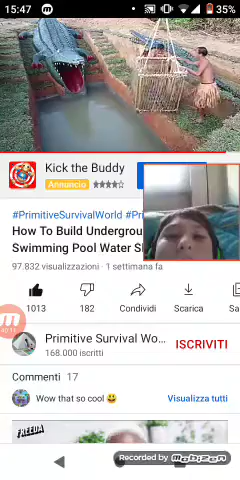 15:47
35%
Kick the Buddy
Annuncio
#PrimitiveSurvivalWorld
How To Build Undergrou
Swimming Pool Water
97.832 visualizzazioni · 1 settimana fa
1013
182
Condividi
Scarica
Sa
Primitive Survival Wo...
168.000 iscritti
ISCRIVITI
Commenti 17
Wow that so cool 😃
Visualizza tutti
FREEDA
Recorded by
MOBIZEN